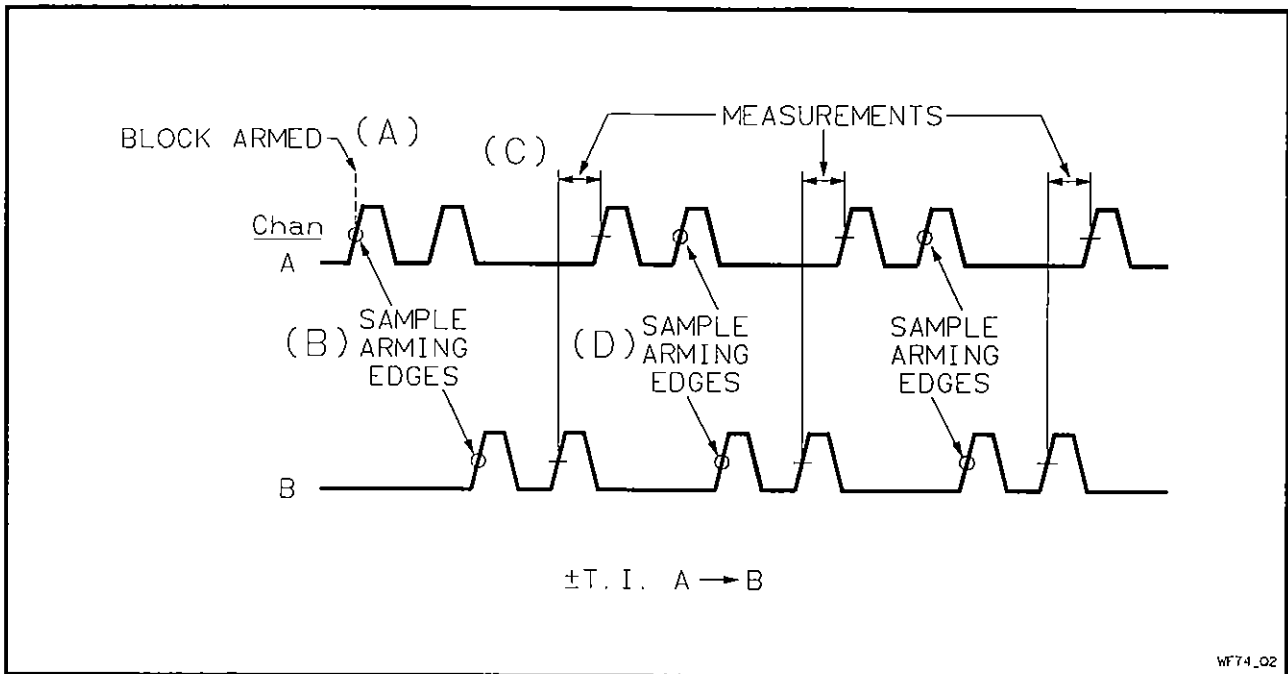 BLOCK ARMED
(A)
(C)
MEASUREMENTS
Chan
A
(B)
SAMPLE
ARMING
EDGES
(D)
SAMPLE
ARMING
EDGES
SAMPLE
ARMING
EDGES
B
±T.I. A → B
WF74_02